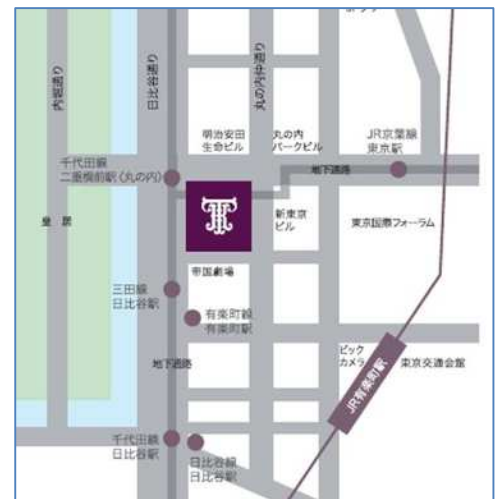 内堀通り
日比谷通り
丸の内仲通り
明治安田
生命ビル
丸の内
パークビル
JR京葉線
東京駅
千代田線
二重橋前駅(丸の内)
地下通路
皇 居
新東京
ビル
東京国際フォーラム
帝国劇場
三田線
日比谷駅
有楽町線
有楽町駅
ビック
カメラ
東京交通会館
JR有楽町駅
地下通路
千代田線
日比谷駅
日比谷線
日比谷駅